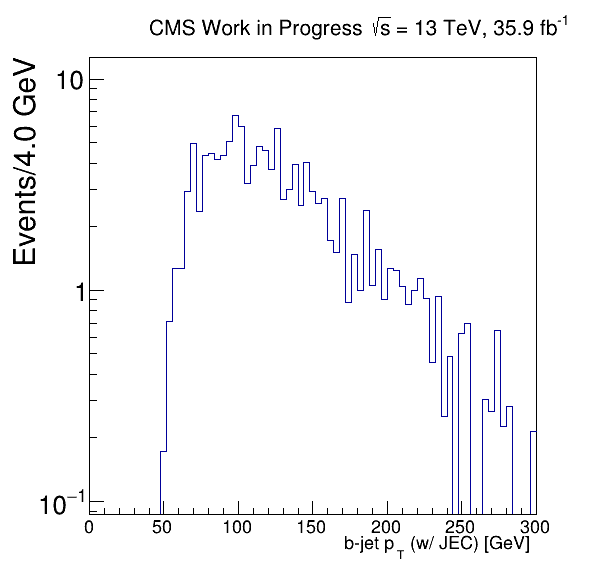 CMS Work in Progress √s = 13 TeV, 35.9 fb⁻¹
Events/4.0 GeV
10
1
10⁻¹
0 50 100 150 200 250 300
b-jet p_T (w/ JEC) [GeV]